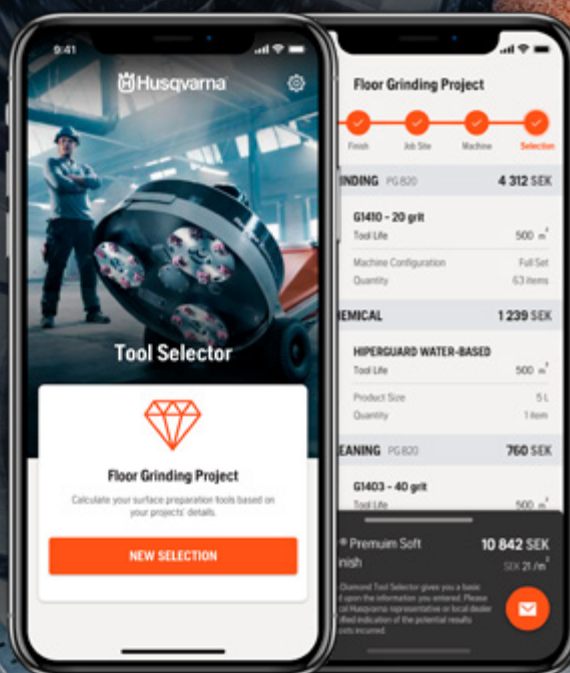 9:41
Husqvarna
Tool Selector
Floor Grinding Project
Calculate your surface preparation tools based on
your projects' details.
NEW SELECTION
Floor Grinding Project
Finish Job Site Machine Selection
INDING PG 820 4 312 SEK
G1410 - 20 grit
Tool Life 500 m²
Machine Configuration Full Set
Quantity 63 items
EMICAL 1 239 SEK
HIPERGUARD WATER-BASED
Tool Life 500 m²
Product Size 5 L
Quantity 1 item
EANING PG 820 760 SEK
G1403 - 40 grit
Tool Life 500 m²
® Premuim Soft 10 842 SEK
nish SEK 21 /m²
Diamond Tool Selector gives you a basic
upon the information you entered. Please
cal Husqvarna representative or local dealer
ified indication of the potential results
osts incurred.